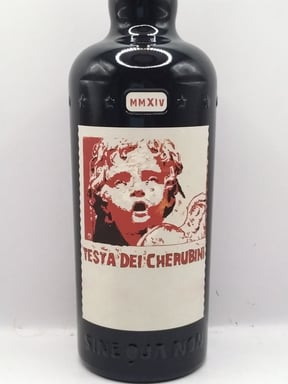 MMXIV
TESTA DEI CHERUBINI
SINE QUA NON